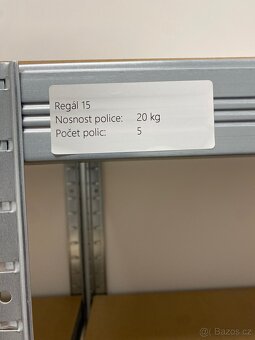 Regál 15
Nosnost police: 20 kg
Počet polic: 5
Bazos.cz